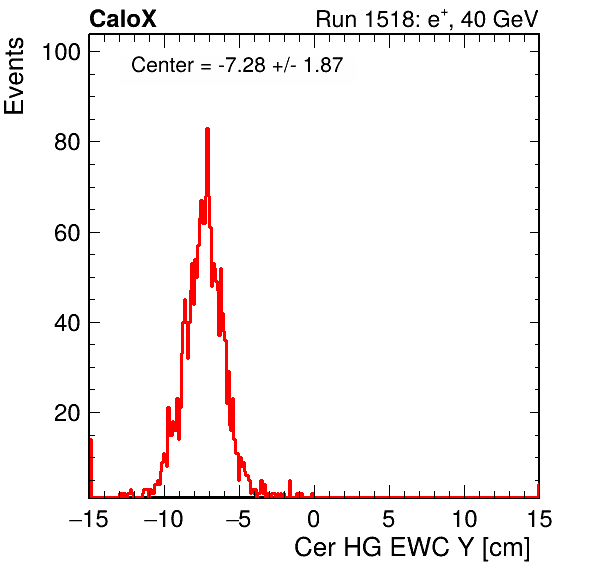 CaloX Run 1518: e⁺, 40 GeV
Center = -7.28 +/- 1.87
Events
100
80
60
40
20
−15 −10 −5 0 5 10 15
Cer HG EWC Y [cm]